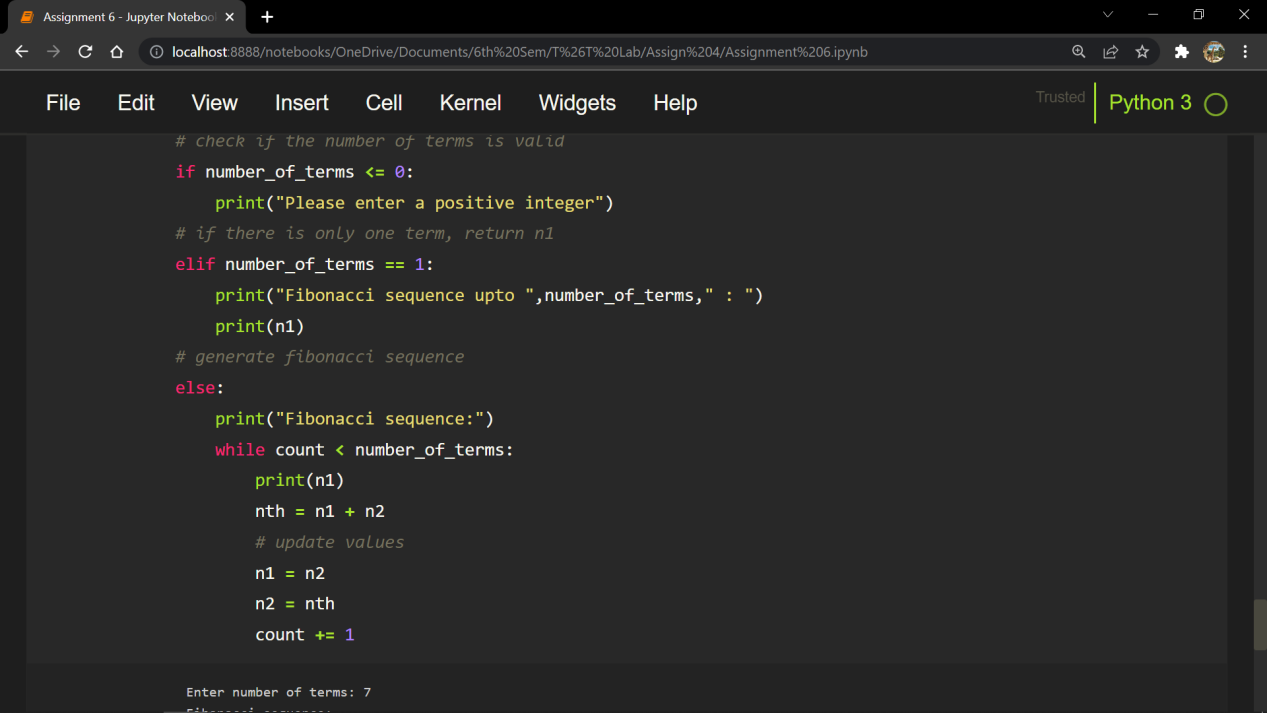 Assignment 6 - Jupyter Noteboo
localhost:8888/notebooks/OneDrive/Documents/6th%20Sem/T%26T%20Lab/Assign%204/Assignment%206.ipynb
File Edit View Insert Cell Kernel Widgets Help Trusted Python 3
# check if the number of terms is valid
if number_of_terms <= 0:
    print("Please enter a positive integer")
# if there is only one term, return n1
elif number_of_terms == 1:
    print("Fibonacci sequence upto ",number_of_terms," : ")
    print(n1)
# generate fibonacci sequence
else:
    print("Fibonacci sequence:")
    while count < number_of_terms:
        print(n1)
        nth = n1 + n2
        # update values
        n1 = n2
        n2 = nth
        count += 1
Enter number of terms: 7
Fibonacci sequence: